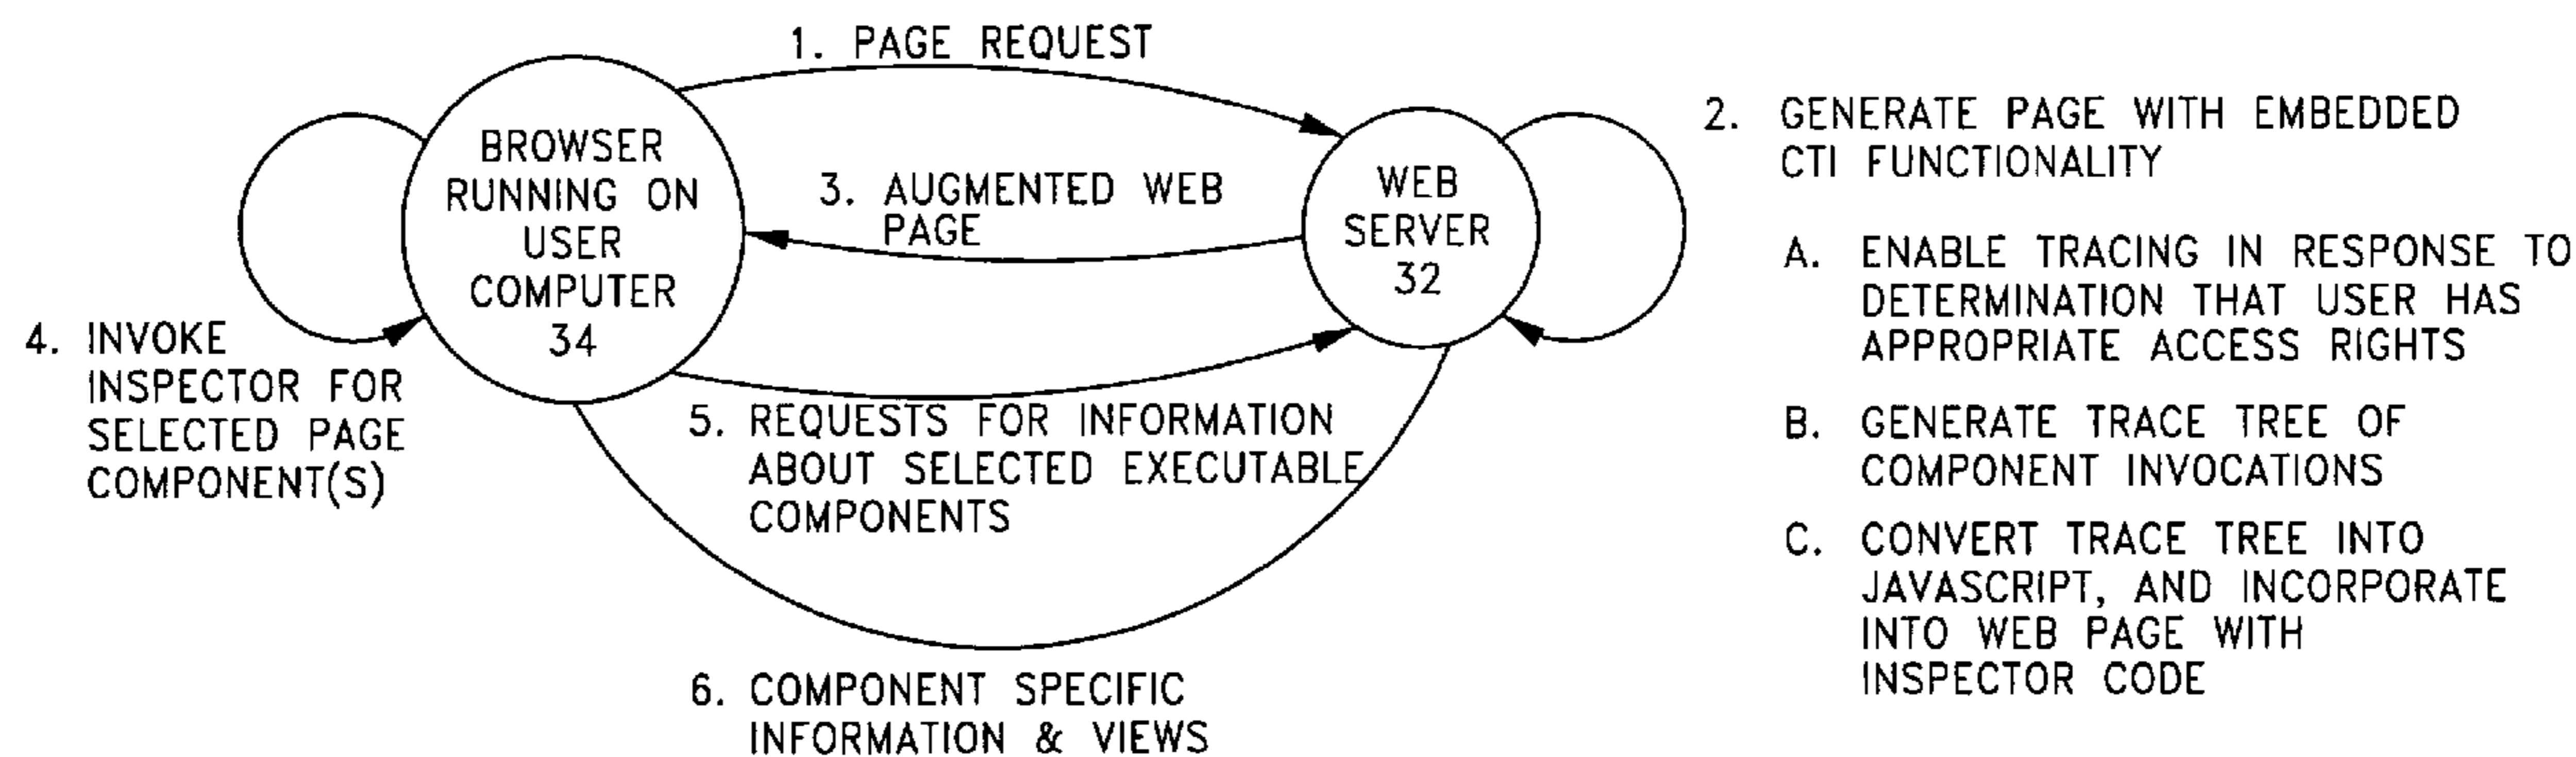 1. PAGE REQUEST
BROWSER
RUNNING ON
USER
COMPUTER
34
3. AUGMENTED WEB
PAGE
WEB
SERVER
32
2. GENERATE PAGE WITH EMBEDDED
CTI FUNCTIONALITY
A. ENABLE TRACING IN RESPONSE TO
DETERMINATION THAT USER HAS
APPROPRIATE ACCESS RIGHTS
B. GENERATE TRACE TREE OF
COMPONENT INVOCATIONS
C. CONVERT TRACE TREE INTO
JAVASCRIPT, AND INCORPORATE
INTO WEB PAGE WITH
INSPECTOR CODE
4. INVOKE
INSPECTOR FOR
SELECTED PAGE
COMPONENT(S)
5. REQUESTS FOR INFORMATION
ABOUT SELECTED EXECUTABLE
COMPONENTS
6. COMPONENT SPECIFIC
INFORMATION & VIEWS